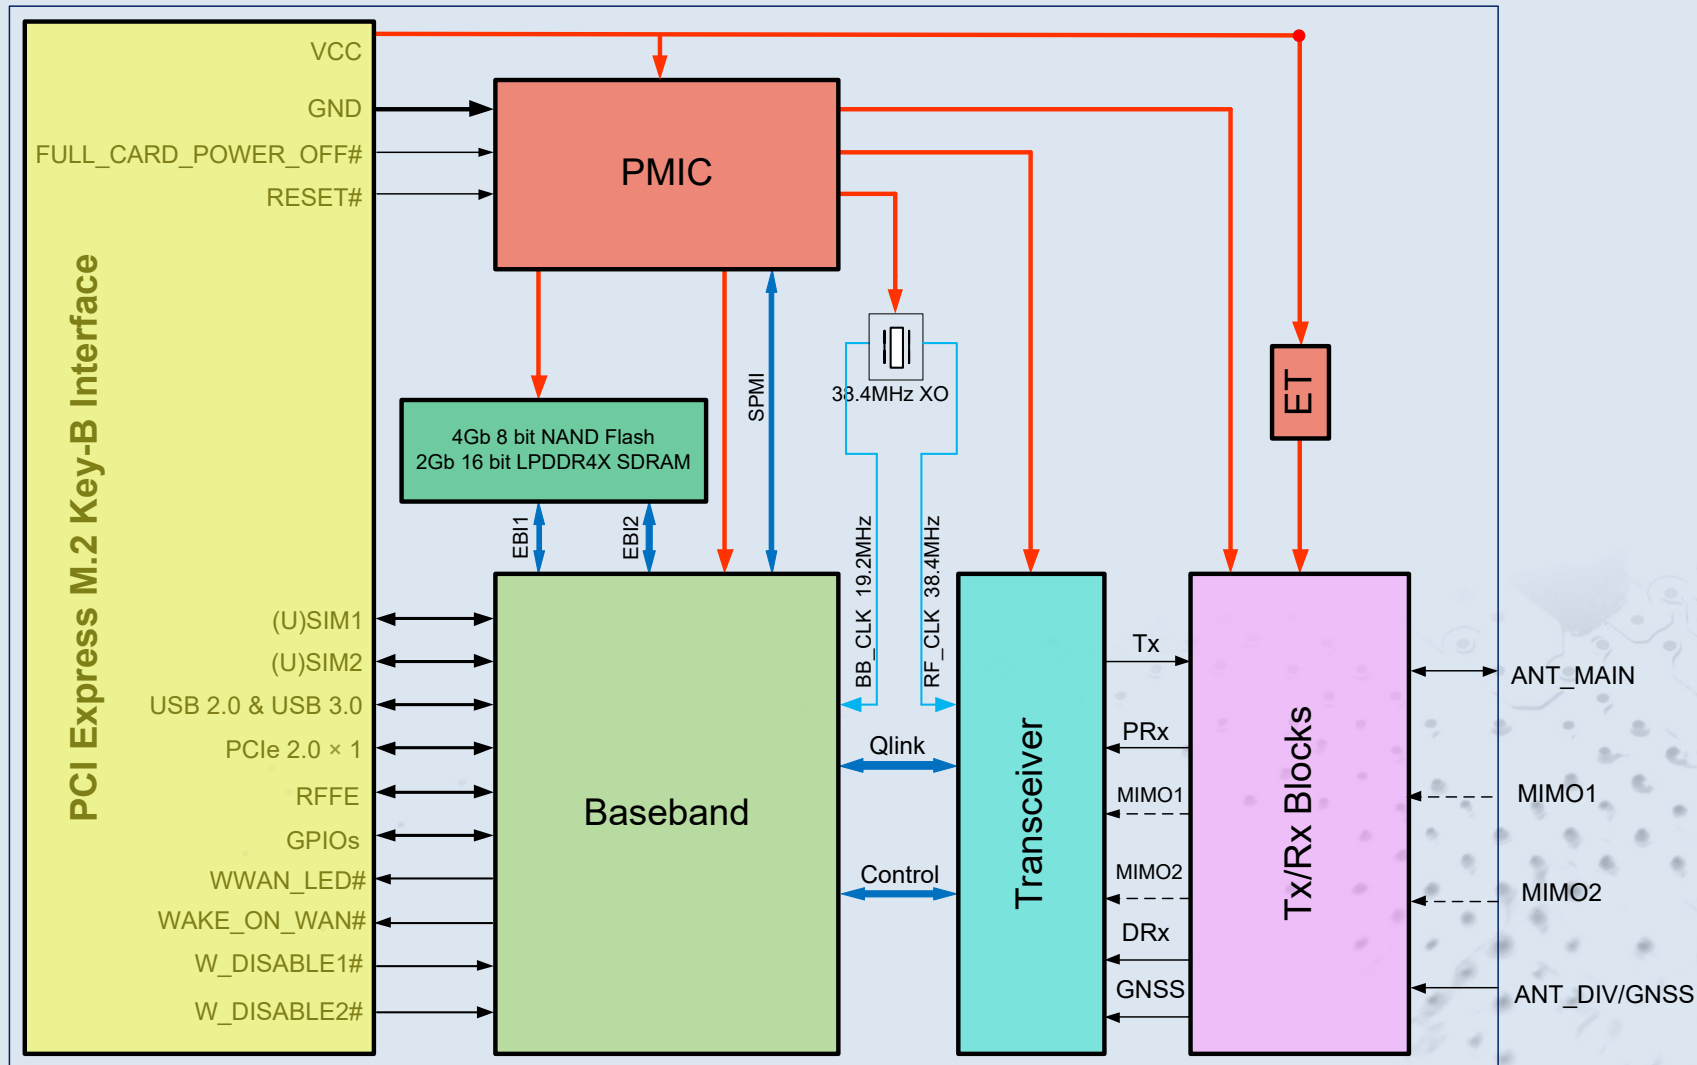 PCI Express M.2 Key-B Interface
VCC
GND
FULL_CARD_POWER_OFF#
RESET#
(U)SIM1
(U)SIM2
USB 2.0 & USB 3.0
PCIe 2.0 × 1
RFFE
GPIOs
WWAN_LED#
WAKE_ON_WAN#
W_DISABLE1#
W_DISABLE2#
PMIC
4Gb 8 bit NAND Flash
2Gb 16 bit LPDDR4X SDRAM
EBI1
EBI2
SPMI
38.4MHz XO
BB_CLK 19.2MHz
RF_CLK 38.4MHz
ET
Baseband
Qlink
Control
Transceiver
Tx
PRx
MIMO1
MIMO2
DRx
GNSS
Tx/Rx Blocks
ANT_MAIN
MIMO1
MIMO2
ANT_DIV/GNSS